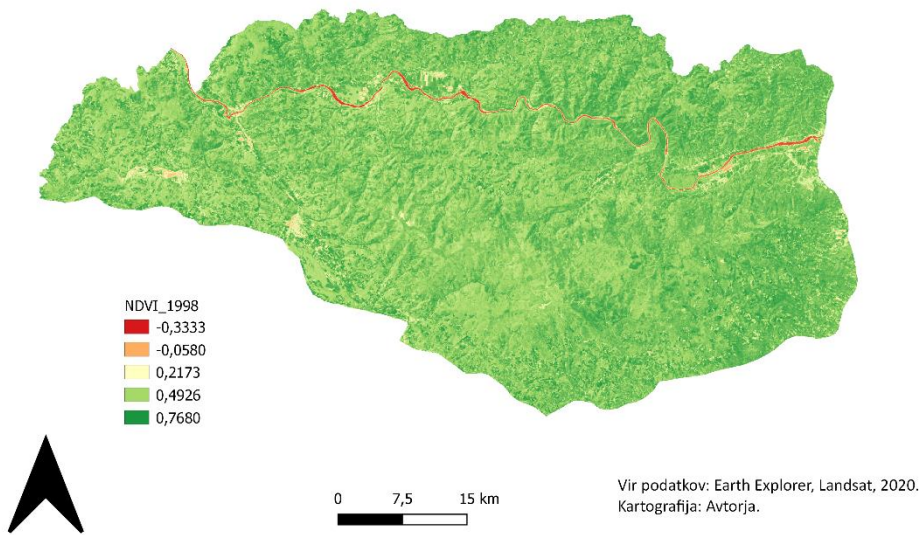 NDVI_1998
-0,3333
-0,0580
0,2173
0,4926
0,7680
0 7,5 15 km
Vir podatkov: Earth Explorer, Landsat, 2020.
Kartografija: Avtorja.